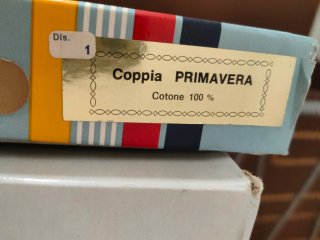 Dis.
1
Coppia PRIMAVERA
Cotone 100 %